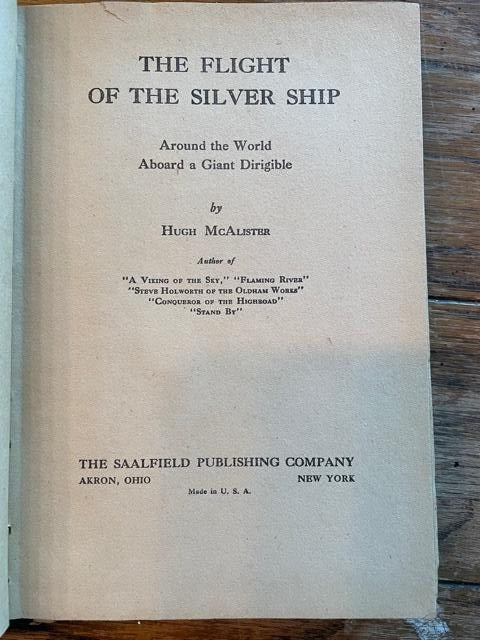 THE FLIGHT
OF THE SILVER SHIP
Around the World
Aboard a Giant Dirigible
by
HUGH MCALISTER
Author of
"A VIKING OF THE SKY," "FLAMING RIVER"
"STEVE HOLWORTH OF THE OLDHAM WORKS"
"CONQUEROR OF THE HIGHROAD"
"STAND BY"
THE SAALFIELD PUBLISHING COMPANY
AKRON, OHIO NEW YORK
Made in U. S. A.